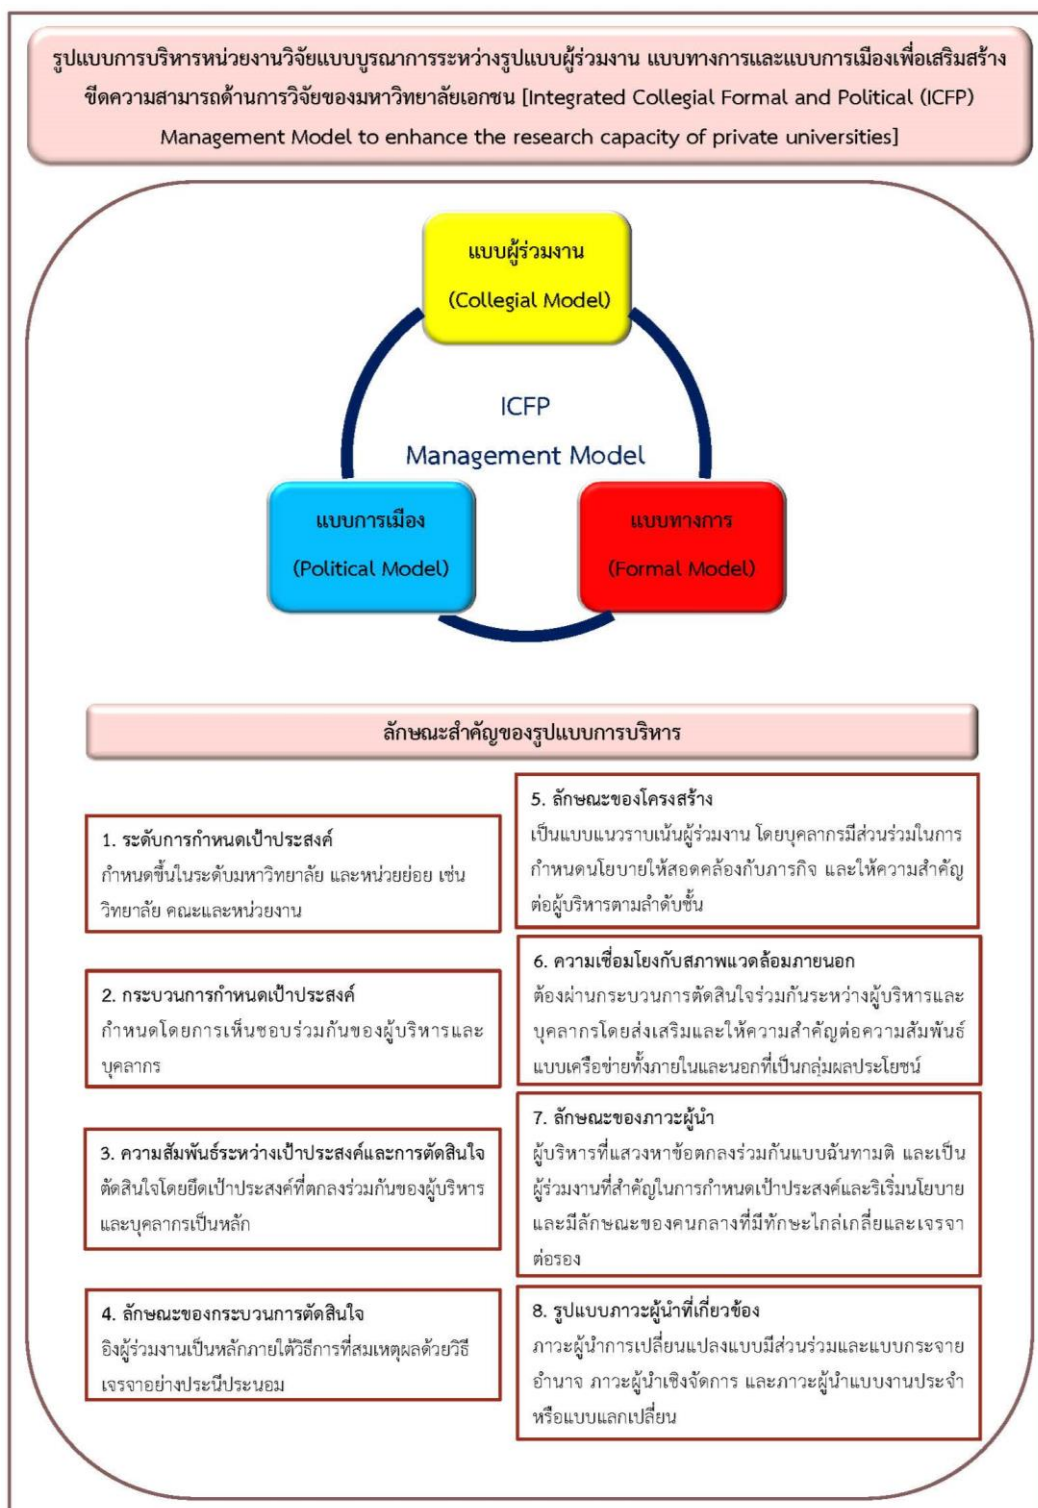 รูปแบบการบริหารหน่วยงานวิจัยแบบบูรณาการระหว่างรูปแบบผู้ร่วมงาน แบบทางการและแบบการเมืองเพื่อเสริมสร้าง
ขีดความสามารถด้านการวิจัยของมหาวิทยาลัยเอกชน [Integrated Collegial Formal and Political (ICFP)
Management Model to enhance the research capacity of private universities]
แบบผู้ร่วมงาน
(Collegial Model)
ICFP
Management Model
แบบการเมือง
(Political Model)
แบบทางการ
(Formal Model)
ลักษณะสำคัญของรูปแบบการบริหาร
1. ระดับการกำหนดเป้าประสงค์
กำหนดขึ้นในระดับมหาวิทยาลัย และหน่วยย่อย เช่น
วิทยาลัย คณะและหน่วยงาน
2. กระบวนการกำหนดเป้าประสงค์
กำหนดโดยการเห็นชอบร่วมกันของผู้บริหารและ
บุคลากร
3. ความสัมพันธ์ระหว่างเป้าประสงค์และการตัดสินใจ
ตัดสินใจโดยยึดเป้าประสงค์ที่ตกลงร่วมกันของผู้บริหาร
และบุคลากรเป็นหลัก
4. ลักษณะของกระบวนการตัดสินใจ
อิงผู้ร่วมงานเป็นหลักภายใต้วิธีการที่สมเหตุผลด้วยวิธี
เจรจาอย่างประนีประนอม
5. ลักษณะของโครงสร้าง
เป็นแบบแนวราบเน้นผู้ร่วมงาน โดยบุคลากรมีส่วนร่วมในการ
กำหนดนโยบายให้สอดคล้องกับภารกิจ และให้ความสำคัญ
ต่อผู้บริหารตามลำดับชั้น
6. ความเชื่อมโยงกับสภาพแวดล้อมภายนอก
ต้องผ่านกระบวนการตัดสินใจร่วมกันระหว่างผู้บริหารและ
บุคลากรโดยส่งเสริมและให้ความสำคัญต่อความสัมพันธ์
แบบเครือข่ายทั้งภายในและนอกที่เป็นกลุ่มผลประโยชน์
7. ลักษณะของภาวะผู้นำ
ผู้บริหารที่แสวงหาข้อตกลงร่วมกันแบบฉันทามติ และเป็น
ผู้ร่วมงานที่สำคัญในการกำหนดเป้าประสงค์และริเริ่มนโยบาย
และมีลักษณะของคนกลางที่มีทักษะไกล่เกลี่ยและเจรจา
ต่อรอง
8. รูปแบบภาวะผู้นำที่เกี่ยวข้อง
ภาวะผู้นำการเปลี่ยนแปลงแบบมีส่วนร่วมและแบบกระจาย
อำนาจ ภาวะผู้นำเชิงจัดการ และภาวะผู้นำแบบงานประจำ
หรือแบบแลกเปลี่ยน